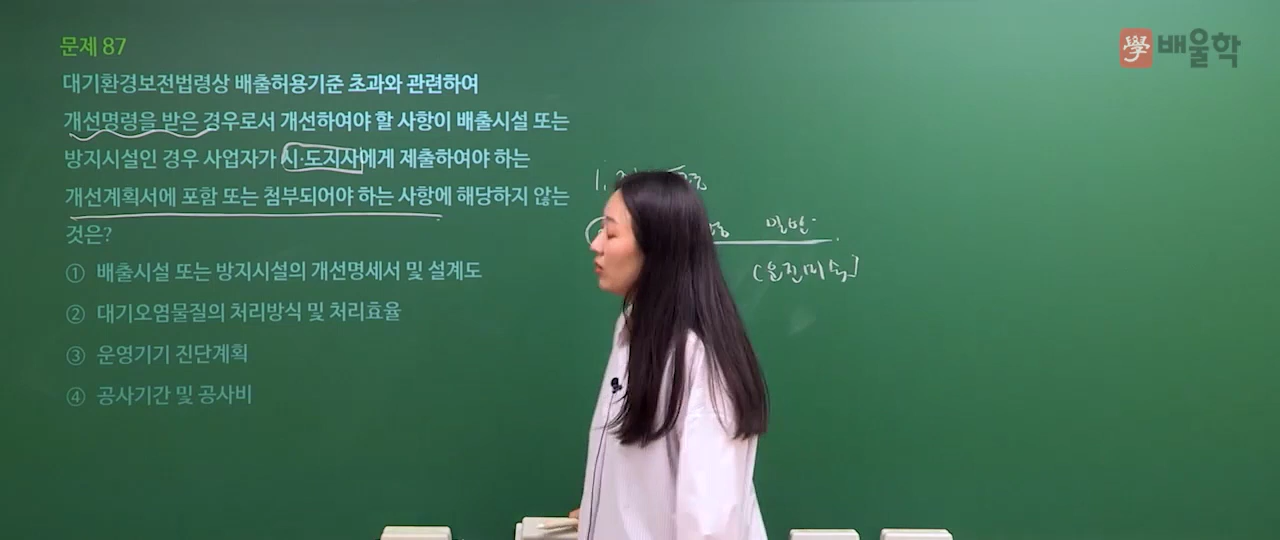 문제 87
學 배울학
대기환경보전법령상 배출허용기준 초과와 관련하여
개선명령을 받은 경우로서 개선하여야 할 사항이 배출시설 또는
방지시설인 경우 사업자가 시·도지사에게 제출하여야 하는
개선계획서에 포함 또는 첨부되어야 하는 사항에 해당하지 않는
것은?
① 배출시설 또는 방지시설의 개선명세서 및 설계도
② 대기오염물질의 처리방식 및 처리효율
③ 운영기기 진단계획
④ 공사기간 및 공사비
1.
(운전미숙)